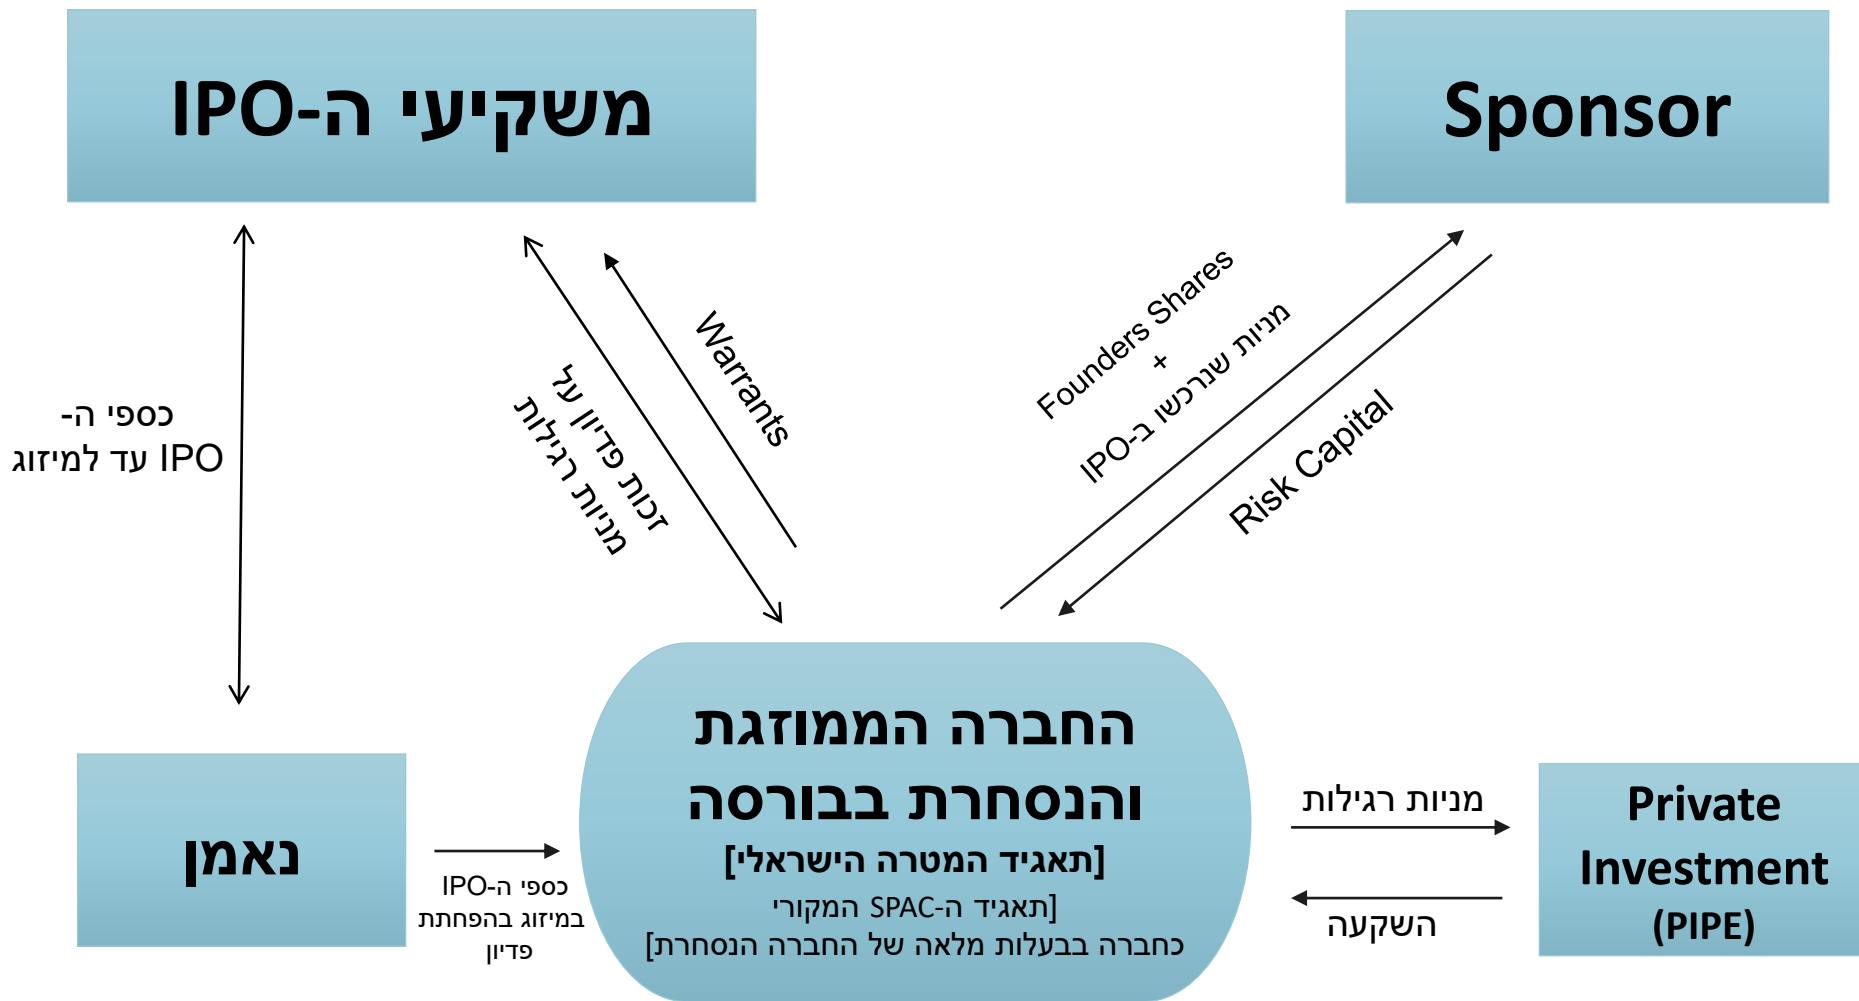 משקיעי ה-IPO
Sponsor
כספי ה-
IPO עד למיזוג
זכות פדיון על
מניות רגילות
Warrants
Founders Shares
+
מניות שנרכשו ב-IPO
Risk Capital
נאמן
כספי ה-IPO
במיזוג בהפחתת
פדיון
החברה הממוזגת
והנסחרת בבורסה
[תאגיד המטרה הישראלי]
[תאגיד ה-SPAC המקורי
כחברה בבעלות מלאה של החברה הנסחרת]
מניות רגילות
השקעה
Private
Investment
(PIPE)